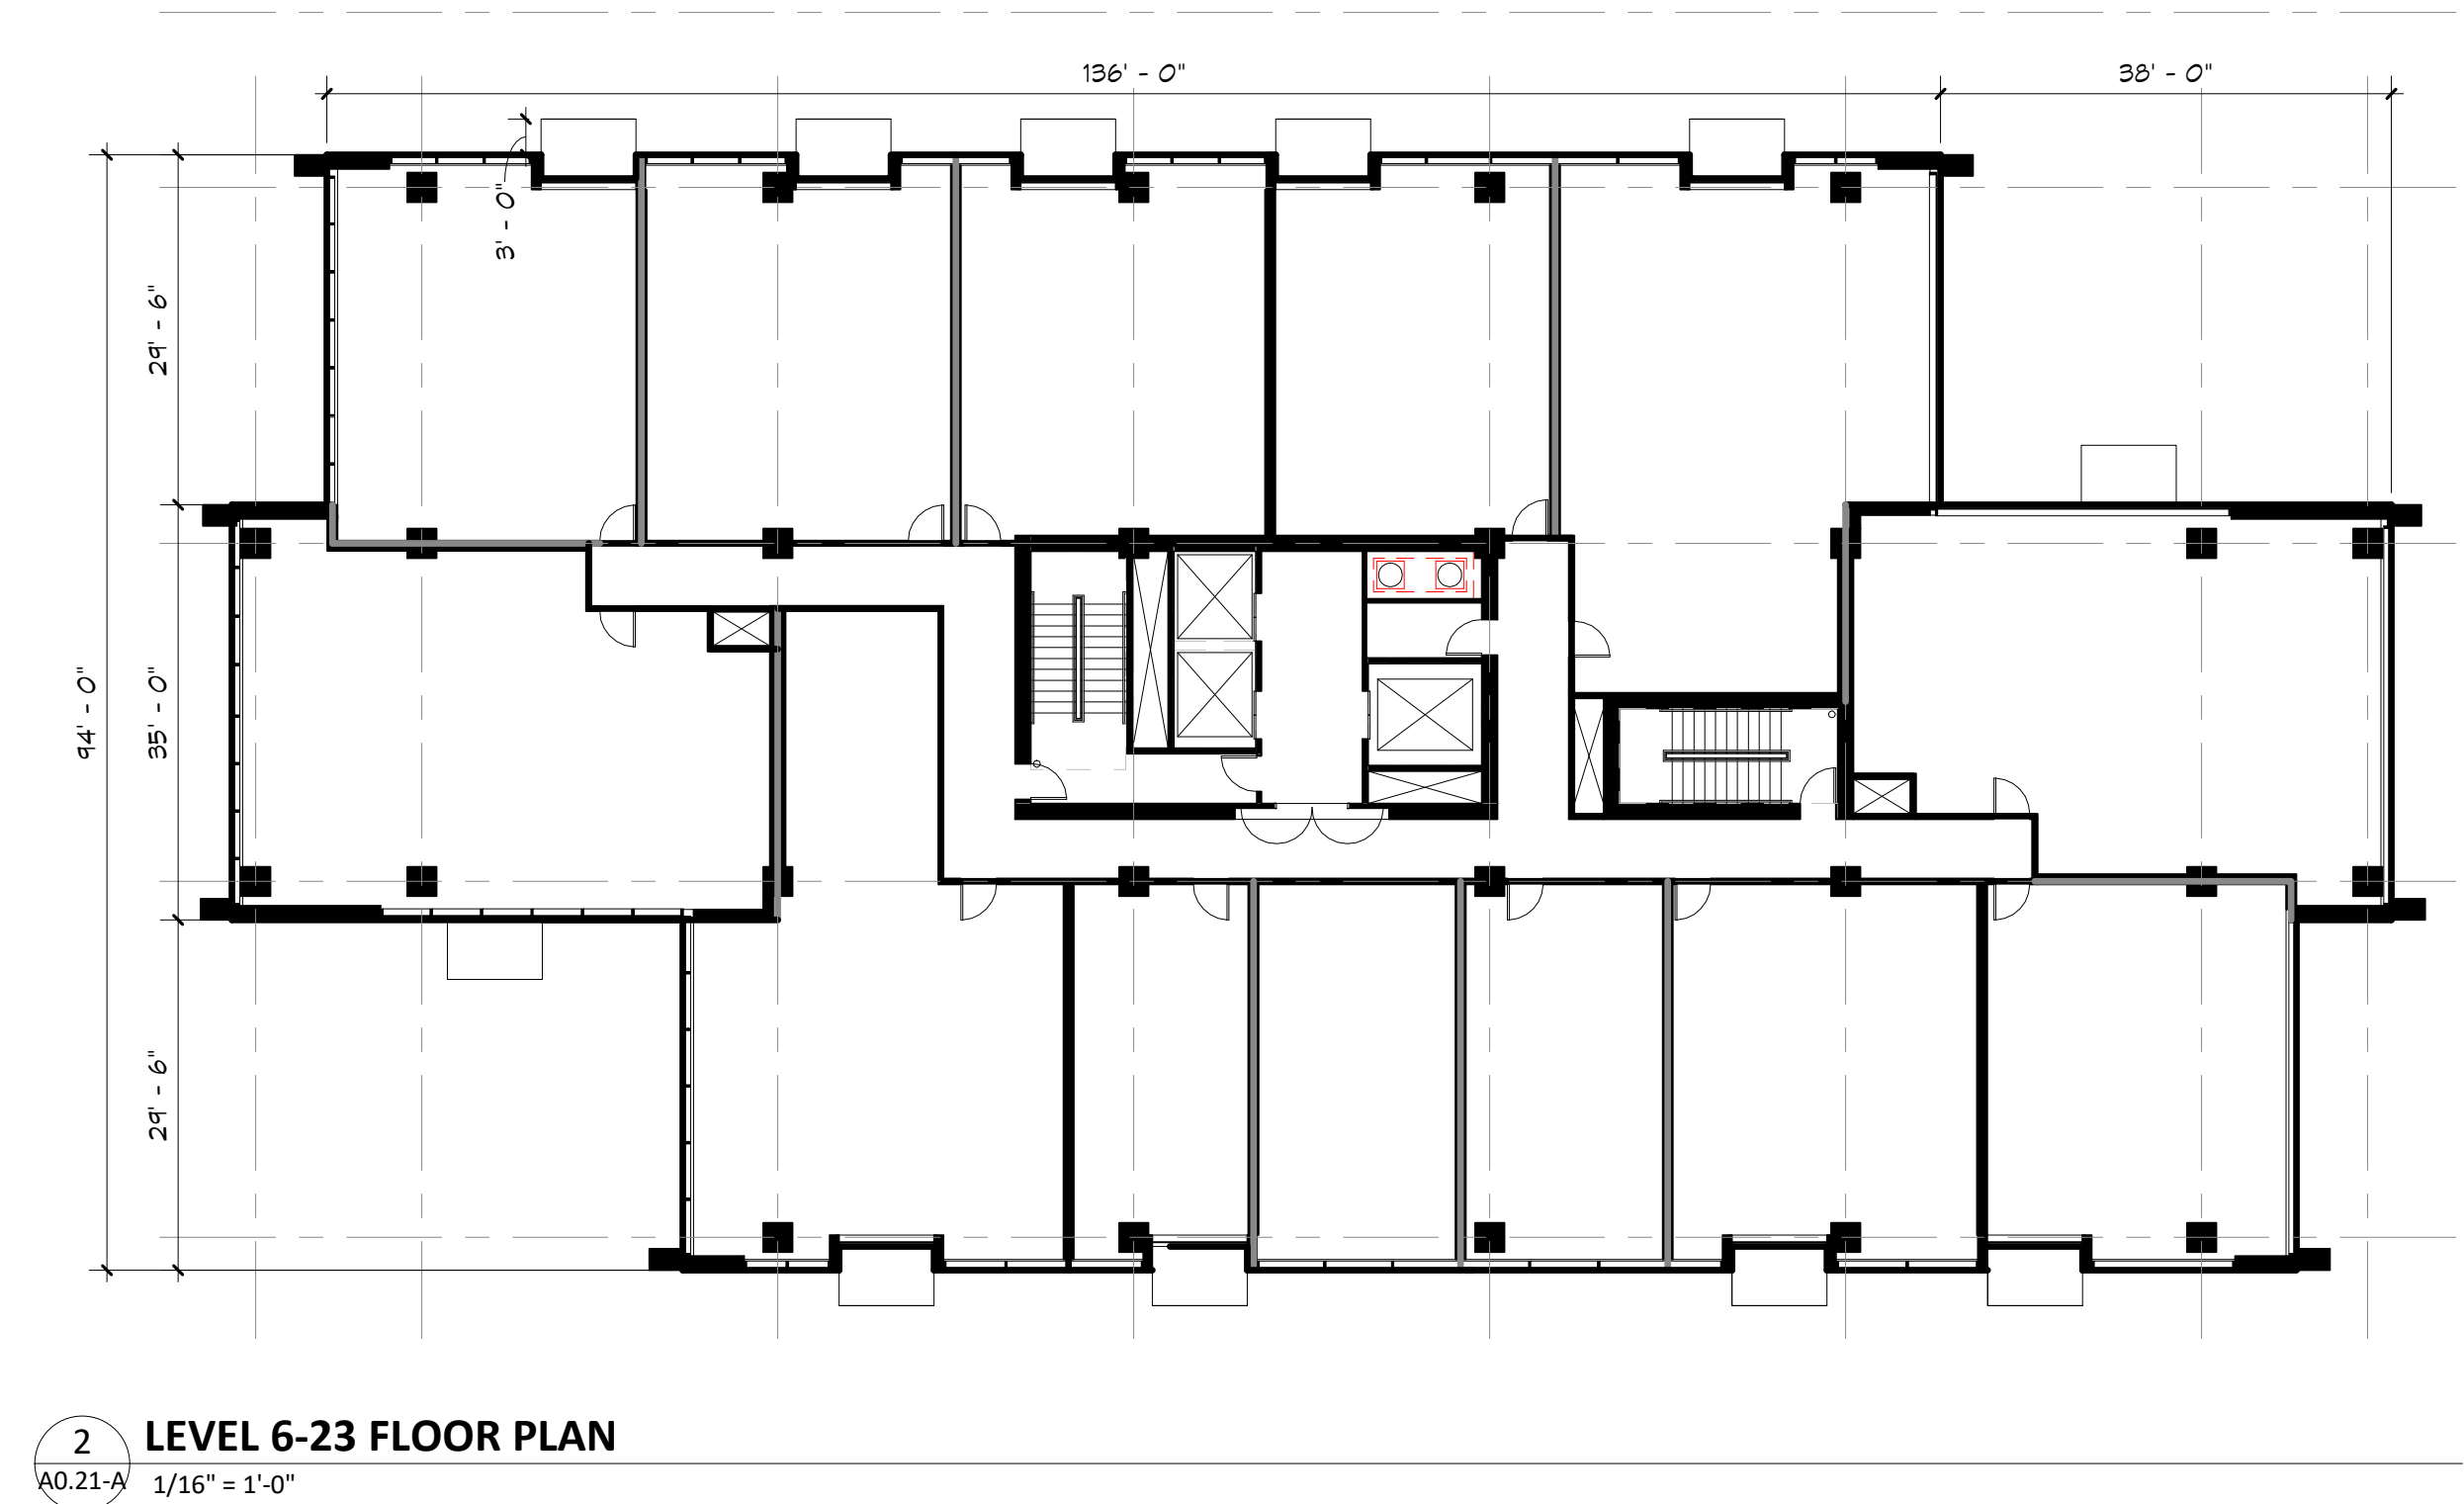 136' - 0"
38' - 0"
3' - 0"
29' - 6"
94' - 0"
35' - 0"
29' - 6"
2
LEVEL 6-23 FLOOR PLAN
A0.21-A
1/16" = 1'-0"